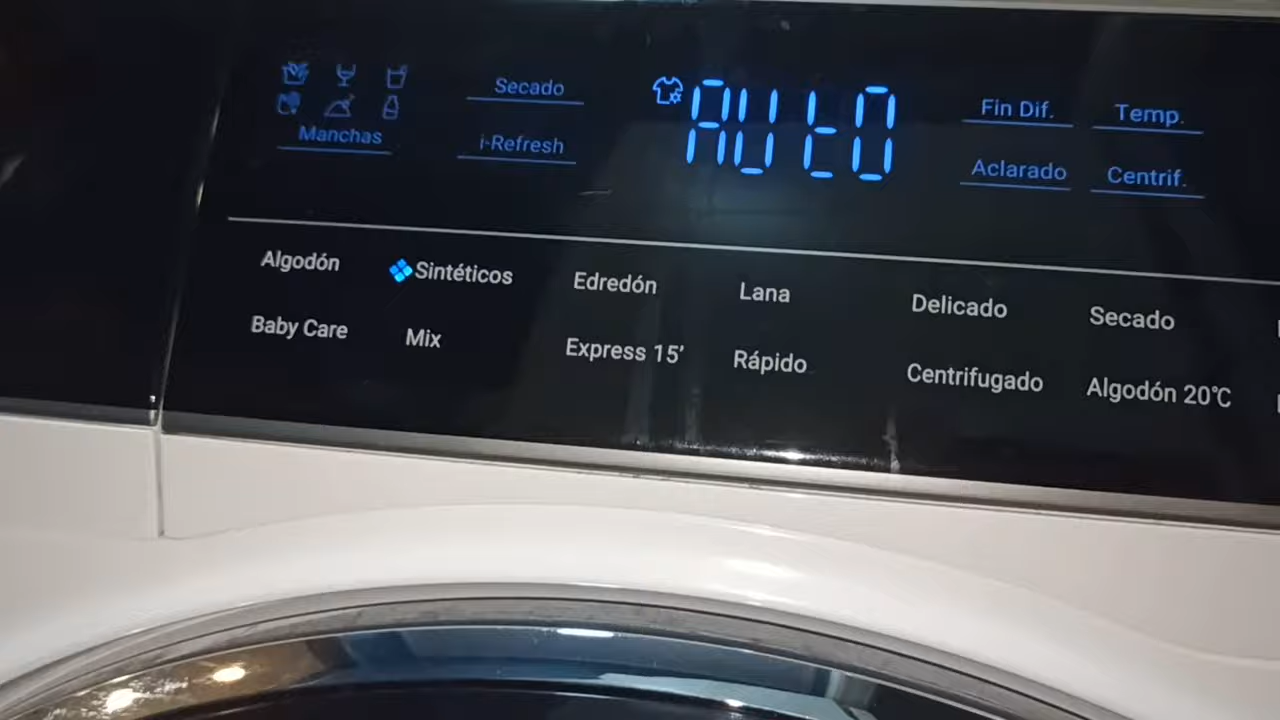 Manchas
Secado
i-Refresh
AUtO
Fin Dif.
Temp.
Aclarado
Centrif.
Algodón
Sintéticos
Edredón
Lana
Delicado
Secado
Baby Care
Mix
Express 15'
Rápido
Centrifugado
Algodón 20℃